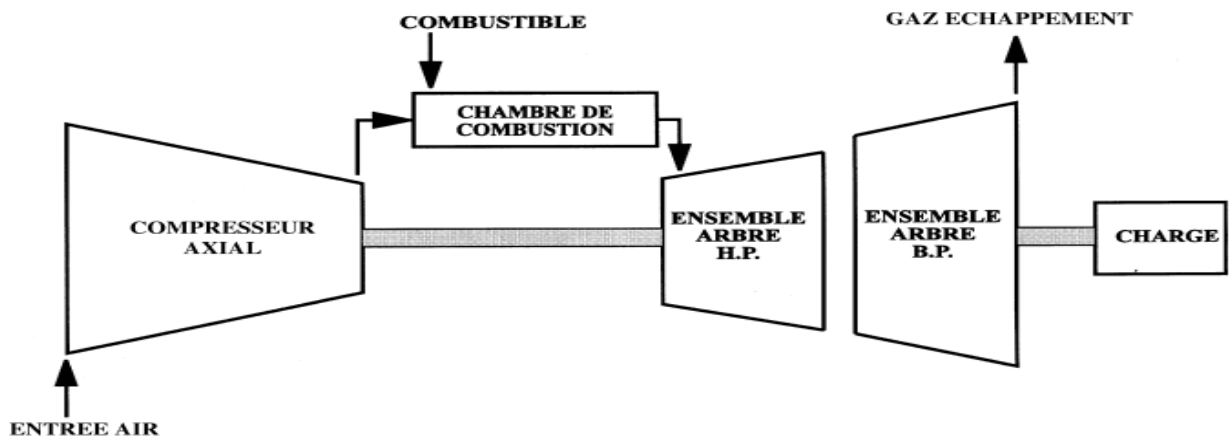 COMBUSTIBLE
GAZ ECHAPPEMENT
CHAMBRE DE
COMBUSTION
COMPRESSEUR
AXIAL
ENSEMBLE
ARBRE
H.P.
ENSEMBLE
ARBRE
B.P.
CHARGE
ENTREE AIR